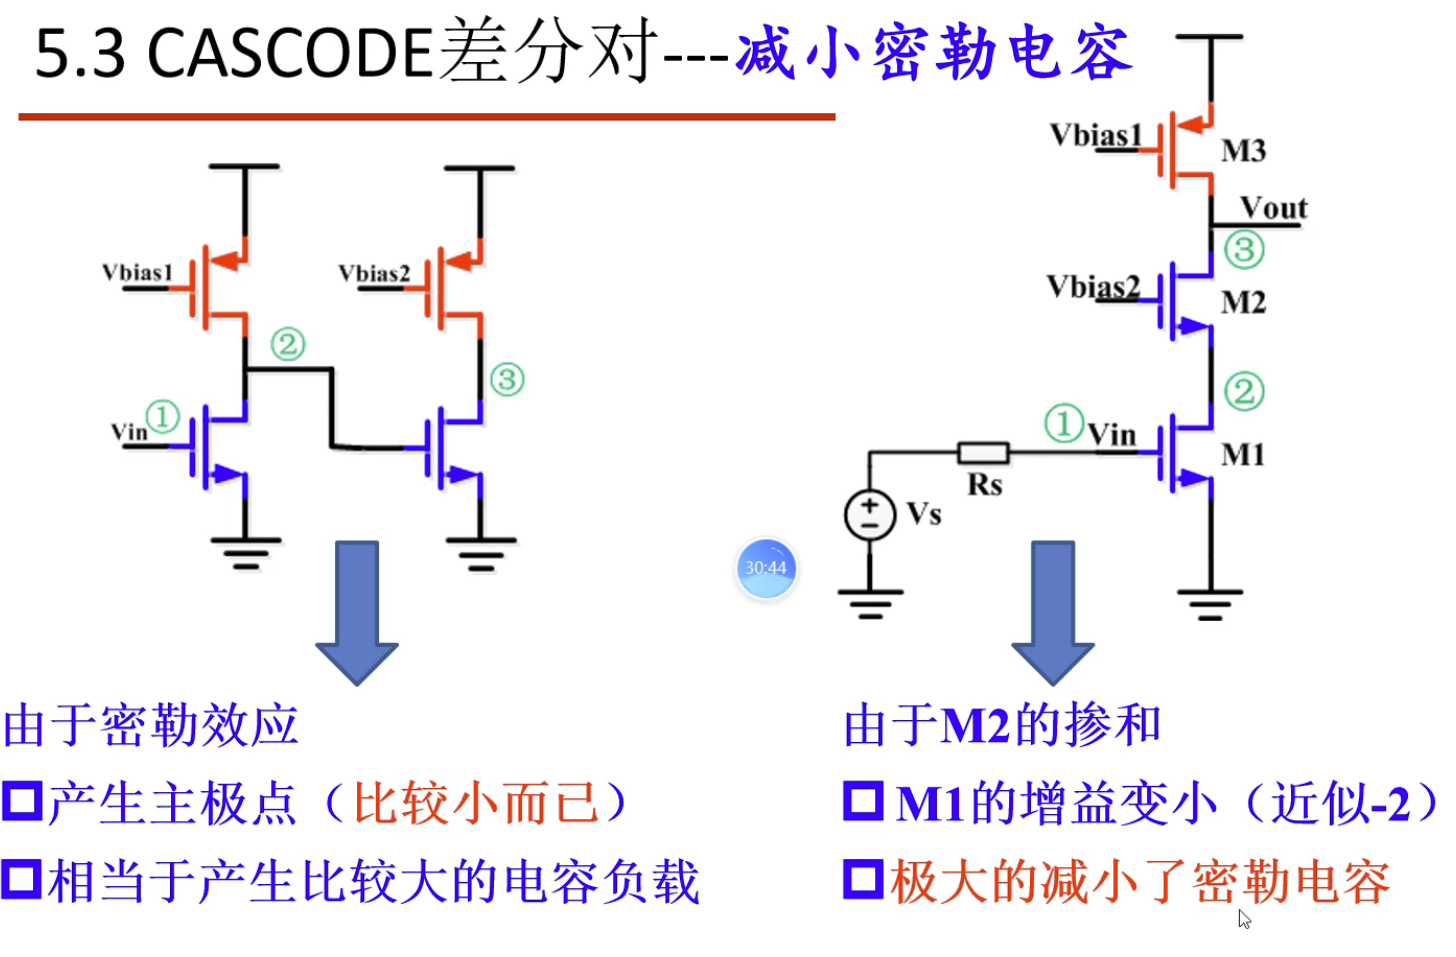 5.3 CASCODE差分对---减小密勒电容
Vbias1
Vbias2
②
③
①
Vin
Vbias1
M3
Vout
③
Vbias2
M2
②
①
Vin
M1
Rs
Vs
30:44
由于密勒效应
产生主极点（比较小而已）
相当于产生比较大的电容负载
由于M2的掺和
M1的增益变小（近似-2）
极大的减小了密勒电容